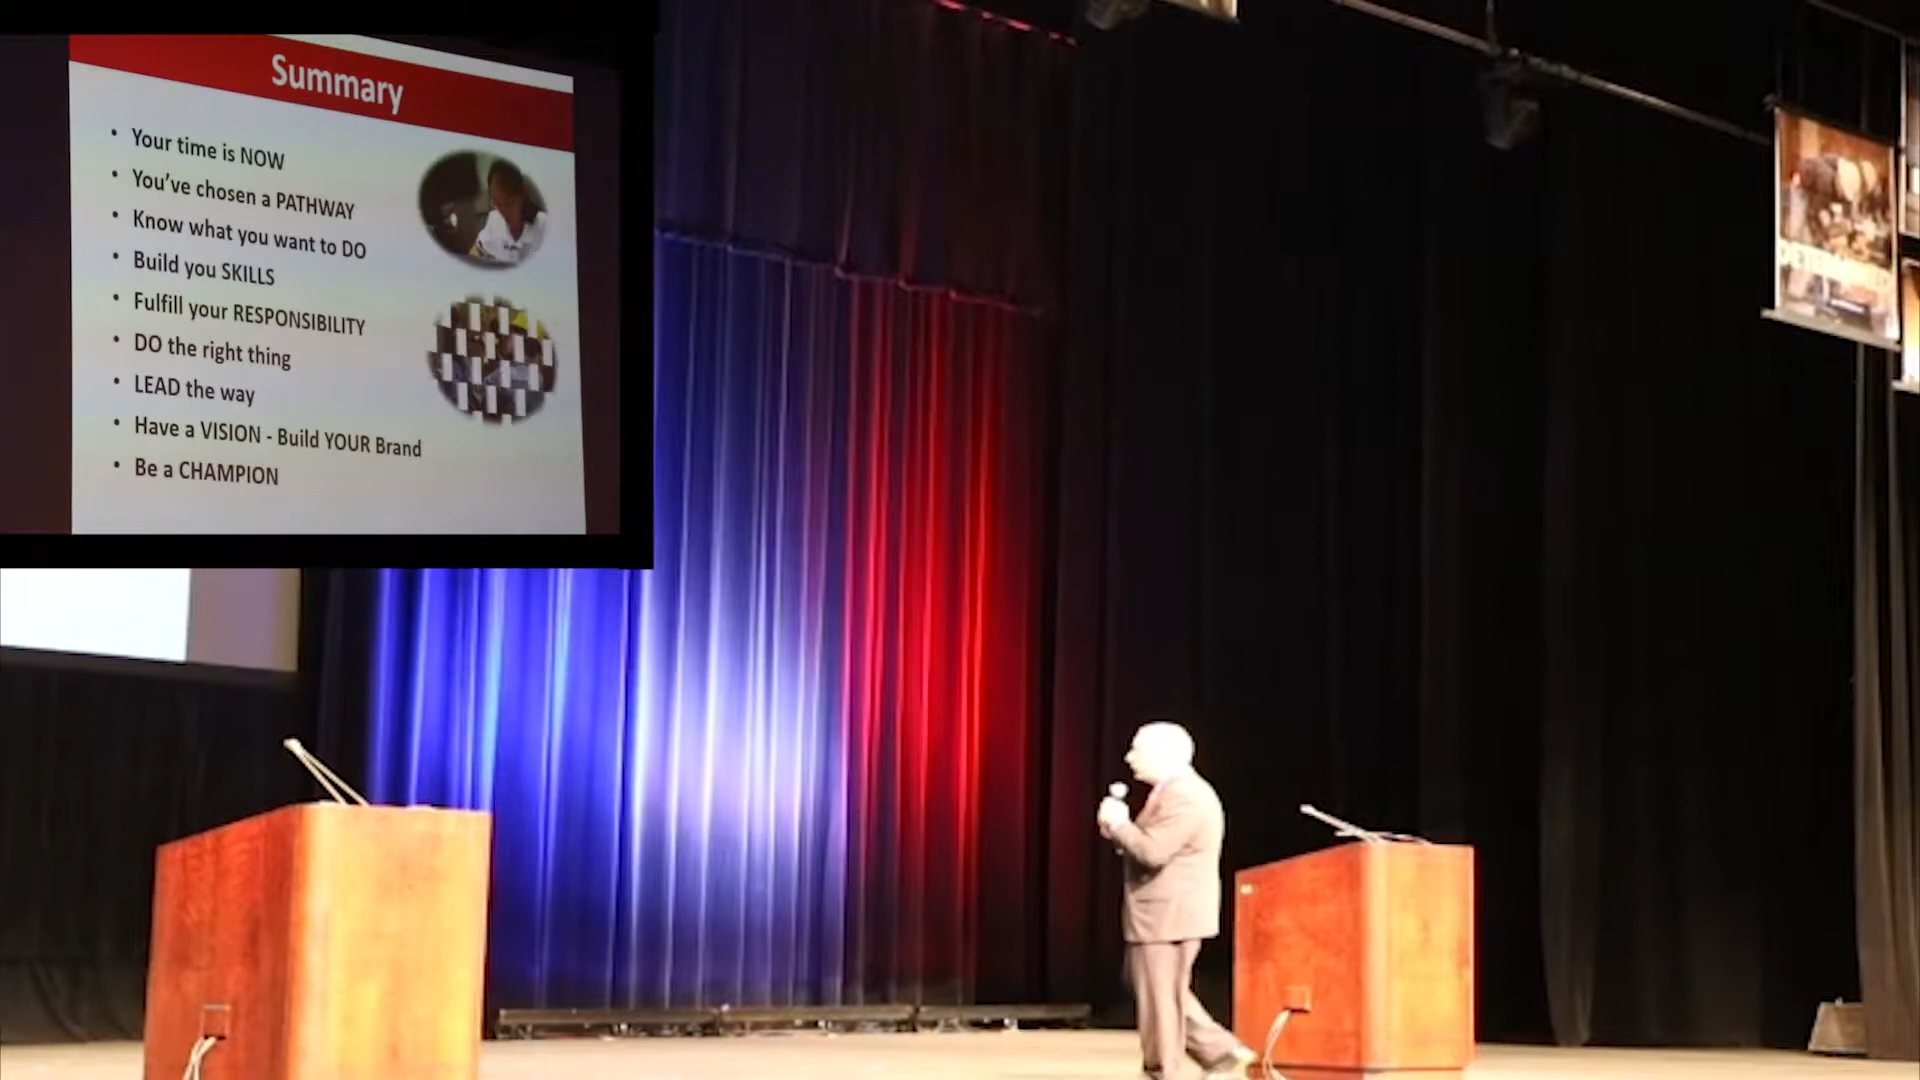 Summary
• Your time is NOW
• You've chosen a PATHWAY
• Know what you want to DO
• Build you SKILLS
• Fulfill your RESPONSIBILITY
• DO the right thing
• LEAD the way
• Have a VISION - Build YOUR Brand
• Be a CHAMPION